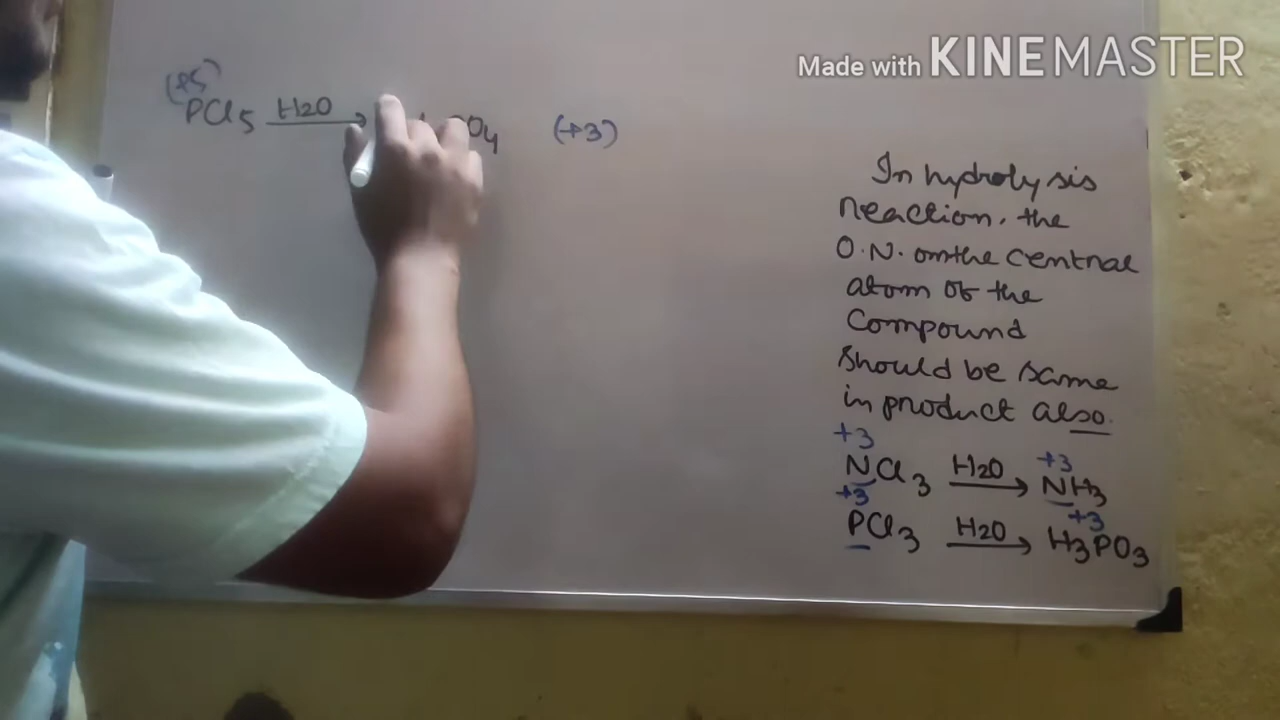 Made with KINEMASTER
(+5)
PCl5 H2O → PO4 (+3)
In hydrolysis
reaction, the
O.N. on the central
atom of the
compound
should be same
in product also.
+3 +3
NCl3 H2O → NH3
+3 +3
PCl3 H2O → H3PO3